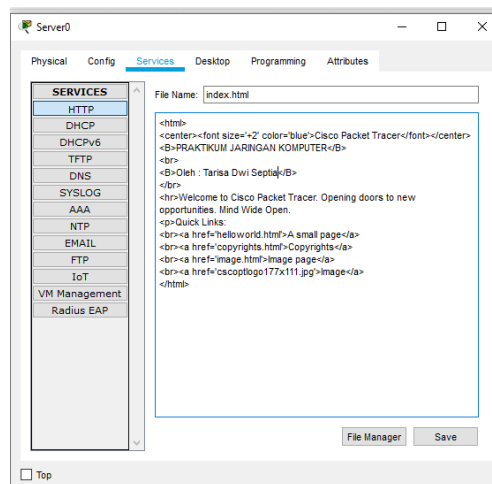 Server0
Physical Config Services Desktop Programming Attributes
SERVICES
HTTP
DHCP
DHCPv6
TFTP
DNS
SYSLOG
AAA
NTP
EMAIL
FTP
IoT
VM Management
Radius EAP
File Name: index.html
<html>
<center><font size='+2' color='blue'>Cisco Packet Tracer</font></center>
<B>PRAKTIKUM JARINGAN KOMPUTER</B>
<br>
<B>Oleh : Tarisa Dwi Septia</B>
</br>
<hr>Welcome to Cisco Packet Tracer. Opening doors to new
opportunities. Mind Wide Open.
<p>Quick Links:
<br><a href='helloworld.html'>A small page</a>
<br><a href='copyrights.html'>Copyrights</a>
<br><a href='image.html'>Image page</a>
<br><a href='cscoptlogo177x111.jpg'>Image</a>
</html>
File Manager Save
Top